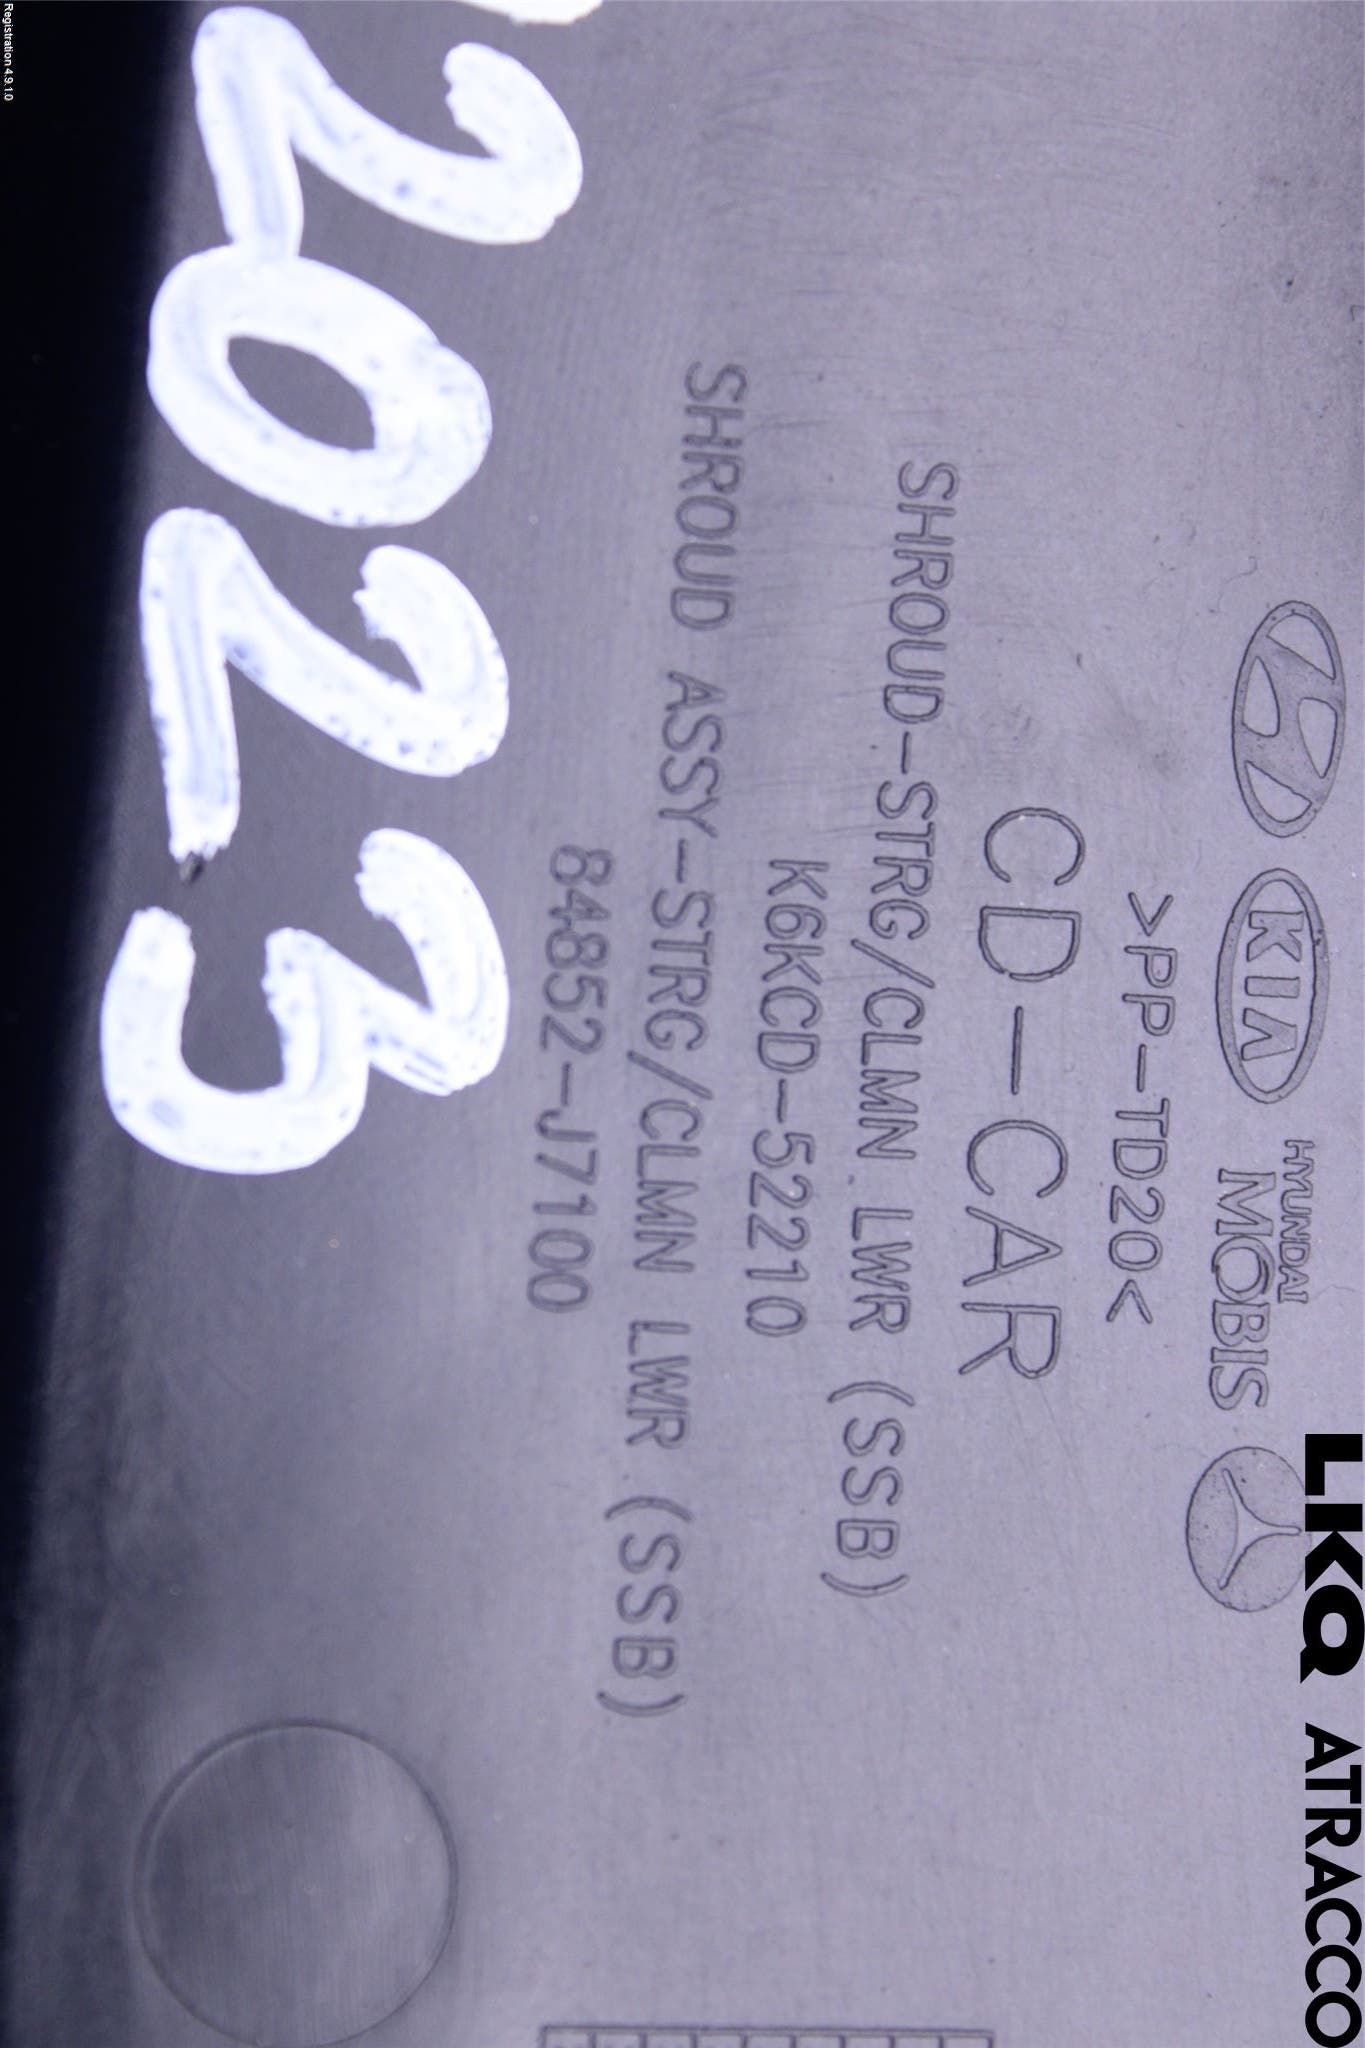 KIA HYUNDAI MOBIS
>PP-TD20<
CD-CAR
SHROUD-STRG/CLMN LWR (SSB)
K6KCD-52210
SHROUD ASSY-STRG/CLMN LWR (SSB)
84852-J7100
2023
LKQ ATRACCO
Registration 4.9.1.0